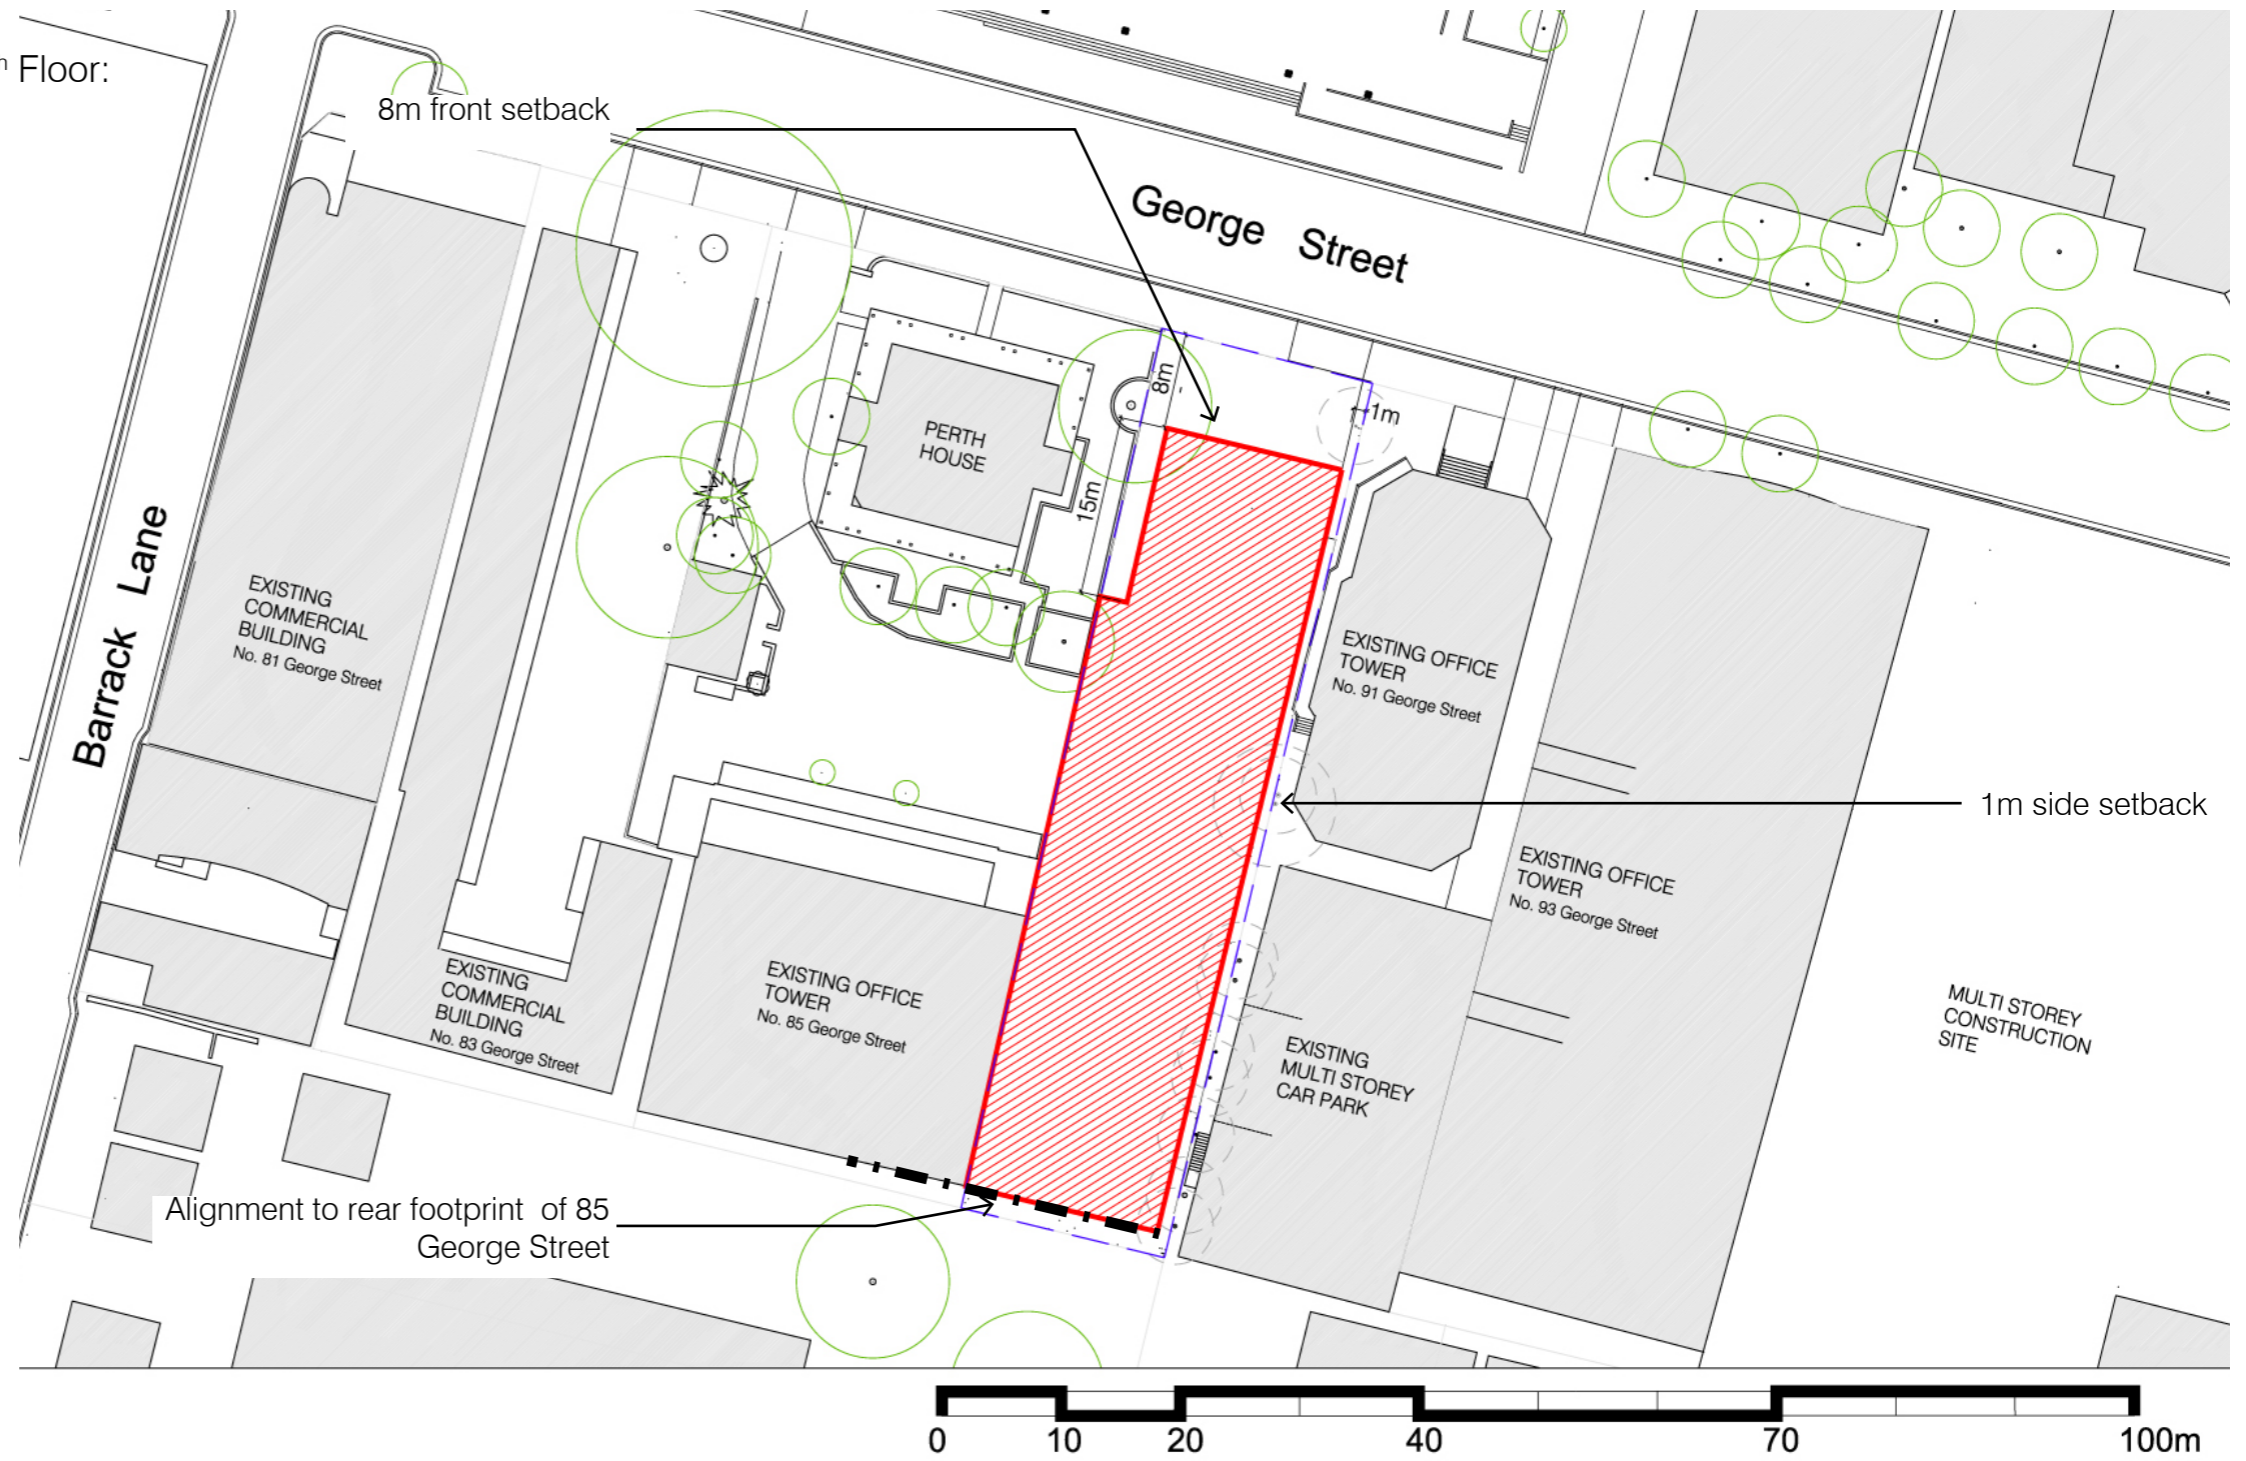 Floor:
8m front setback
George Street
8m
1m
PERTH
HOUSE
15m
Barrack Lane
EXISTING
COMMERCIAL
BUILDING
No. 81 George Street
EXISTING OFFICE
TOWER
No. 91 George Street
1m side setback
EXISTING OFFICE
TOWER
No. 93 George Street
EXISTING
COMMERCIAL
BUILDING
No. 83 George Street
EXISTING OFFICE
TOWER
No. 85 George Street
MULTI STOREY
CONSTRUCTION
SITE
EXISTING
MULTI STOREY
CAR PARK
Alignment to rear footprint of 85
George Street
0 10 20 40 70 100m